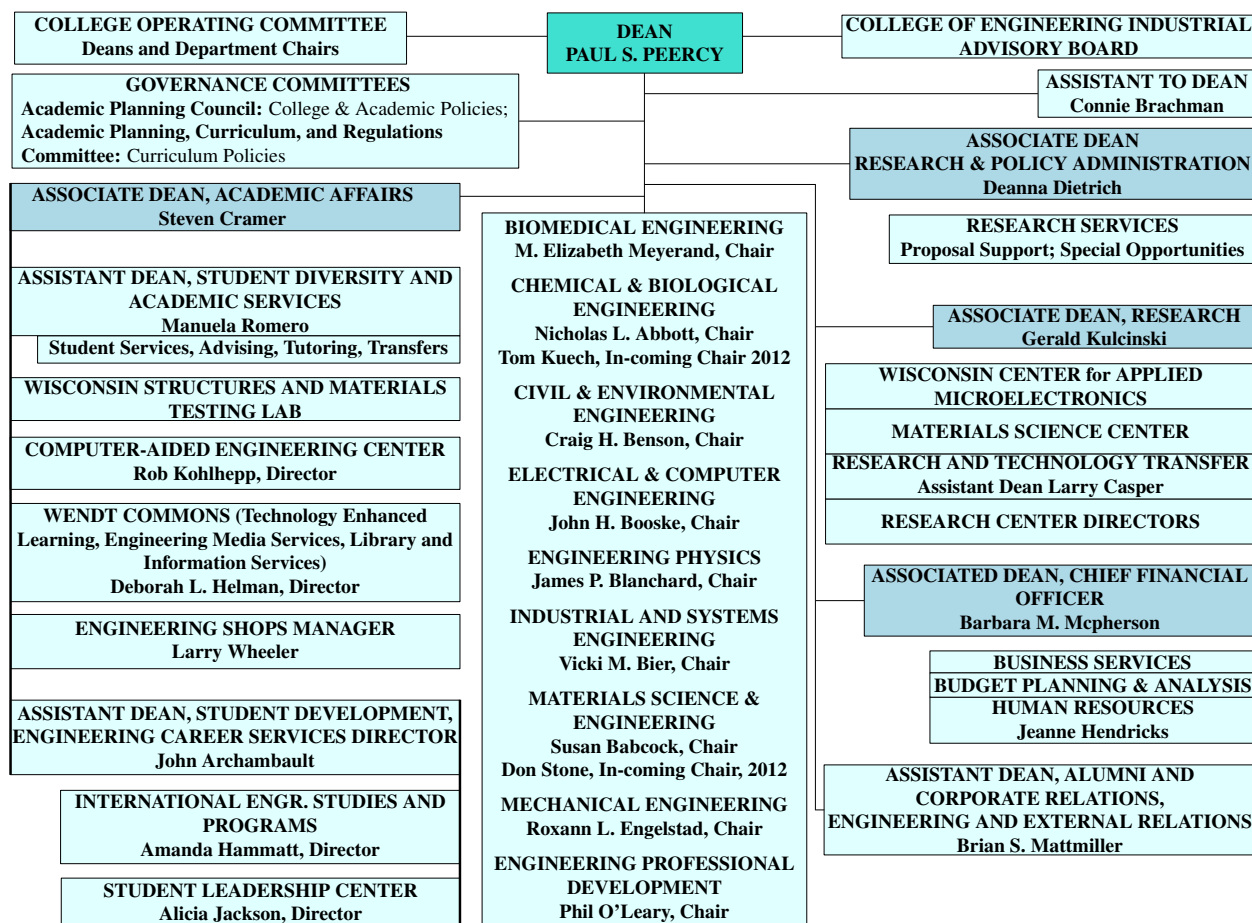 COLLEGE OPERATING COMMITTEE
Deans and Department Chairs
DEAN
PAUL S. PEERCY
COLLEGE OF ENGINEERING INDUSTRIAL
ADVISORY BOARD
GOVERNANCE COMMITTEES
Academic Planning Council: College & Academic Policies;
Academic Planning, Curriculum, and Regulations
Committee: Curriculum Policies
ASSISTANT TO DEAN
Connie Brachman
ASSOCIATE DEAN
RESEARCH & POLICY ADMINISTRATION
Deanna Dietrich
RESEARCH SERVICES
Proposal Support; Special Opportunities
ASSOCIATE DEAN, ACADEMIC AFFAIRS
Steven Cramer
ASSISTANT DEAN, STUDENT DIVERSITY AND
ACADEMIC SERVICES
Manuela Romero
Student Services, Advising, Tutoring, Transfers
WISCONSIN STRUCTURES AND MATERIALS
TESTING LAB
COMPUTER-AIDED ENGINEERING CENTER
Rob Kohlhepp, Director
WENDT COMMONS (Technology Enhanced
Learning, Engineering Media Services, Library and
Information Services)
Deborah L. Helman, Director
ENGINEERING SHOPS MANAGER
Larry Wheeler
ASSISTANT DEAN, STUDENT DEVELOPMENT,
ENGINEERING CAREER SERVICES DIRECTOR
John Archambault
INTERNATIONAL ENGR. STUDIES AND
PROGRAMS
Amanda Hammatt, Director
STUDENT LEADERSHIP CENTER
Alicia Jackson, Director
BIOMEDICAL ENGINEERING
M. Elizabeth Meyerand, Chair
CHEMICAL & BIOLOGICAL
ENGINEERING
Nicholas L. Abbott, Chair
Tom Kuech, In-coming Chair 2012
CIVIL & ENVIRONMENTAL
ENGINEERING
Craig H. Benson, Chair
ELECTRICAL & COMPUTER
ENGINEERING
John H. Booske, Chair
ENGINEERING PHYSICS
James P. Blanchard, Chair
INDUSTRIAL AND SYSTEMS
ENGINEERING
Vicki M. Bier, Chair
MATERIALS SCIENCE &
ENGINEERING
Susan Babcock, Chair
Don Stone, In-coming Chair, 2012
MECHANICAL ENGINEERING
Roxann L. Engelstad, Chair
ENGINEERING PROFESSIONAL
DEVELOPMENT
Phil O'Leary, Chair
ASSOCIATE DEAN, RESEARCH
Gerald Kulcinski
WISCONSIN CENTER for APPLIED
MICROELECTRONICS
MATERIALS SCIENCE CENTER
RESEARCH AND TECHNOLOGY TRANSFER
Assistant Dean Larry Casper
RESEARCH CENTER DIRECTORS
ASSOCIATED DEAN, CHIEF FINANCIAL
OFFICER
Barbara M. Mcpherson
BUSINESS SERVICES
BUDGET PLANNING & ANALYSIS
HUMAN RESOURCES
Jeanne Hendricks
ASSISTANT DEAN, ALUMNI AND
CORPORATE RELATIONS,
ENGINEERING AND EXTERNAL RELATIONS
Brian S. Mattmiller